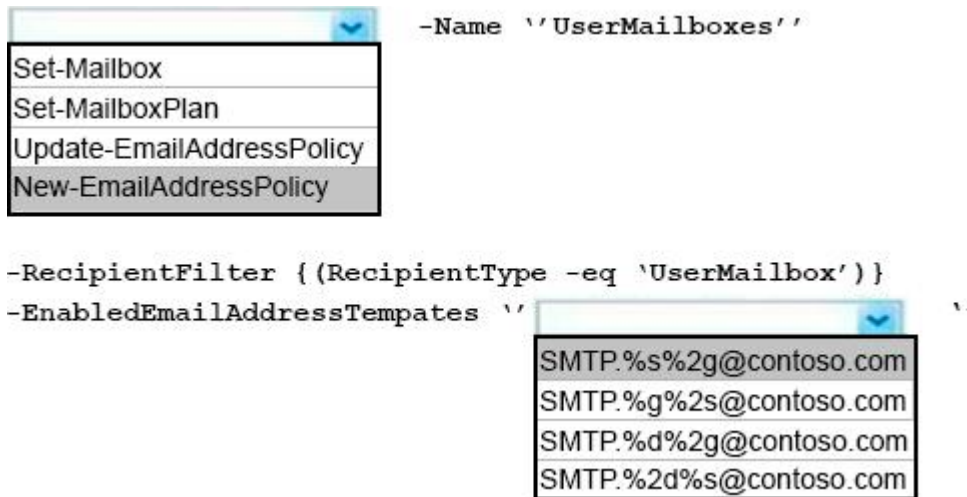 -Name ‵′UserMailboxes′′
Set-Mailbox
Set-MailboxPlan
Update-EmailAddressPolicy
New-EmailAddressPolicy
-RecipientFilter {(RecipientType -eq ‵UserMailbox′)}
-EnabledEmailAddressTempates ‵′ ‵′
SMTP.%s%2g@contoso.com
SMTP.%g%2s@contoso.com
SMTP.%d%2g@contoso.com
SMTP.%2d%s@contoso.com